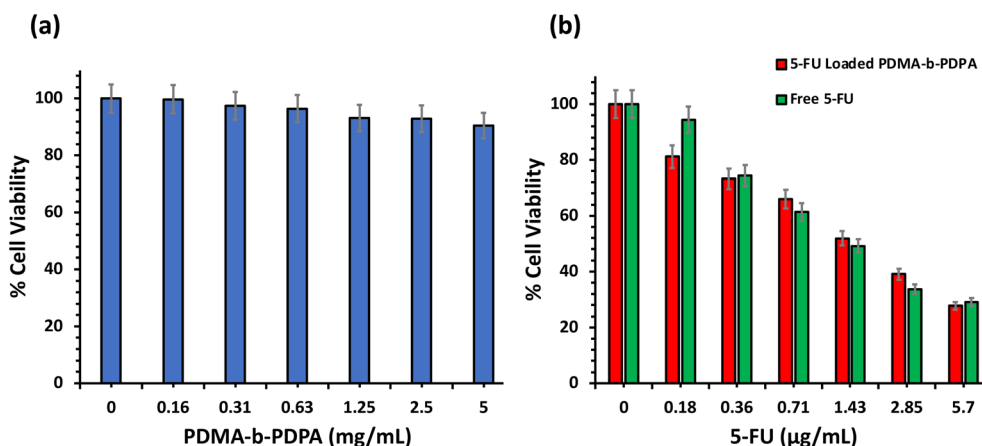 (a)
% Cell Viability
120
100
80
60
40
20
0
0 0.16 0.31 0.63 1.25 2.5 5
PDMA-b-PDPA (mg/mL)
(b)
5-FU Loaded PDMA-b-PDPA
Free 5-FU
% Cell Viability
120
100
80
60
40
20
0
0 0.18 0.36 0.71 1.43 2.85 5.7
5-FU (µg/mL)